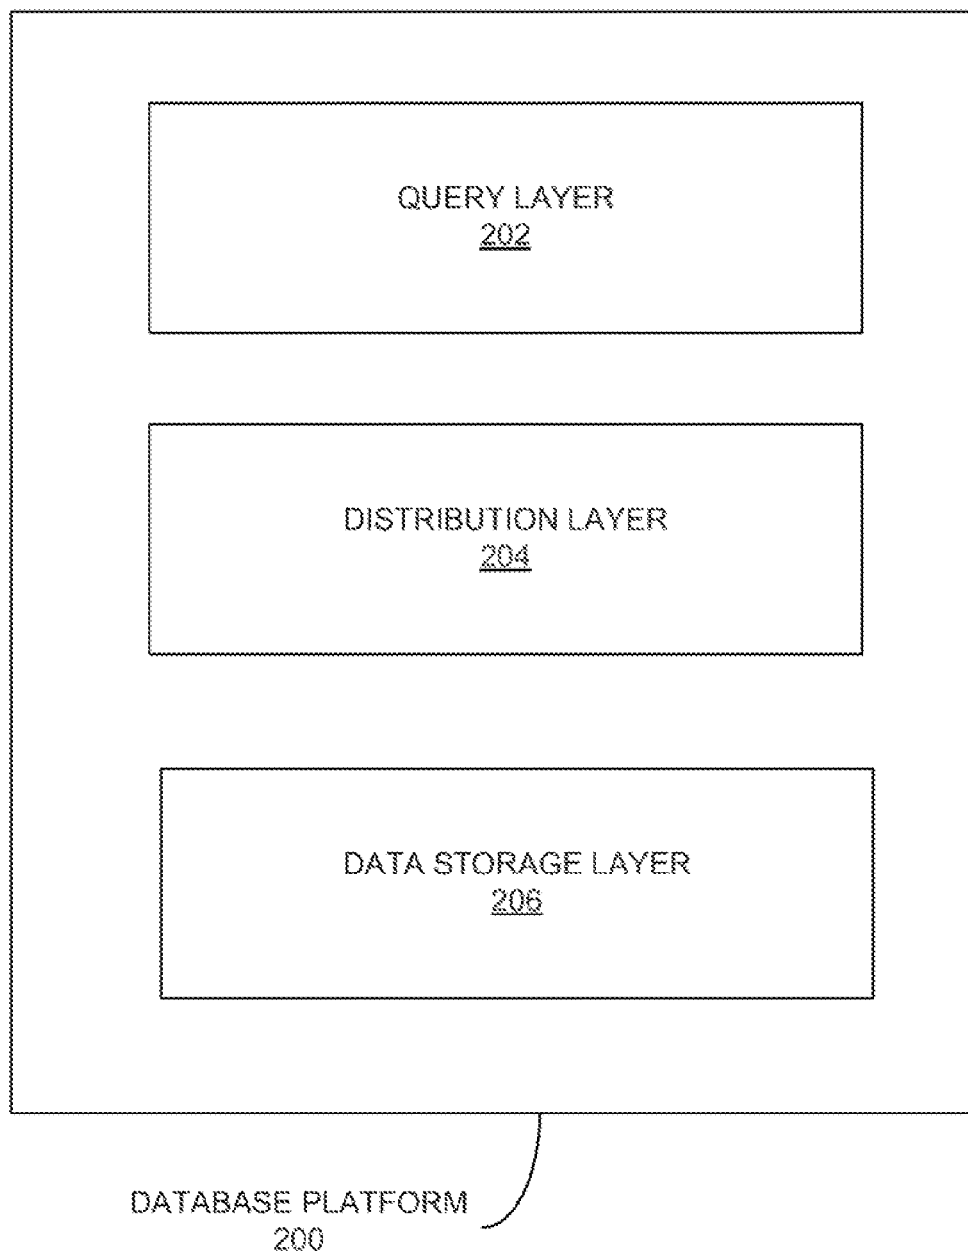 QUERY LAYER
202
DISTRIBUTION LAYER
204
DATA STORAGE LAYER
206
DATABASE PLATFORM
200